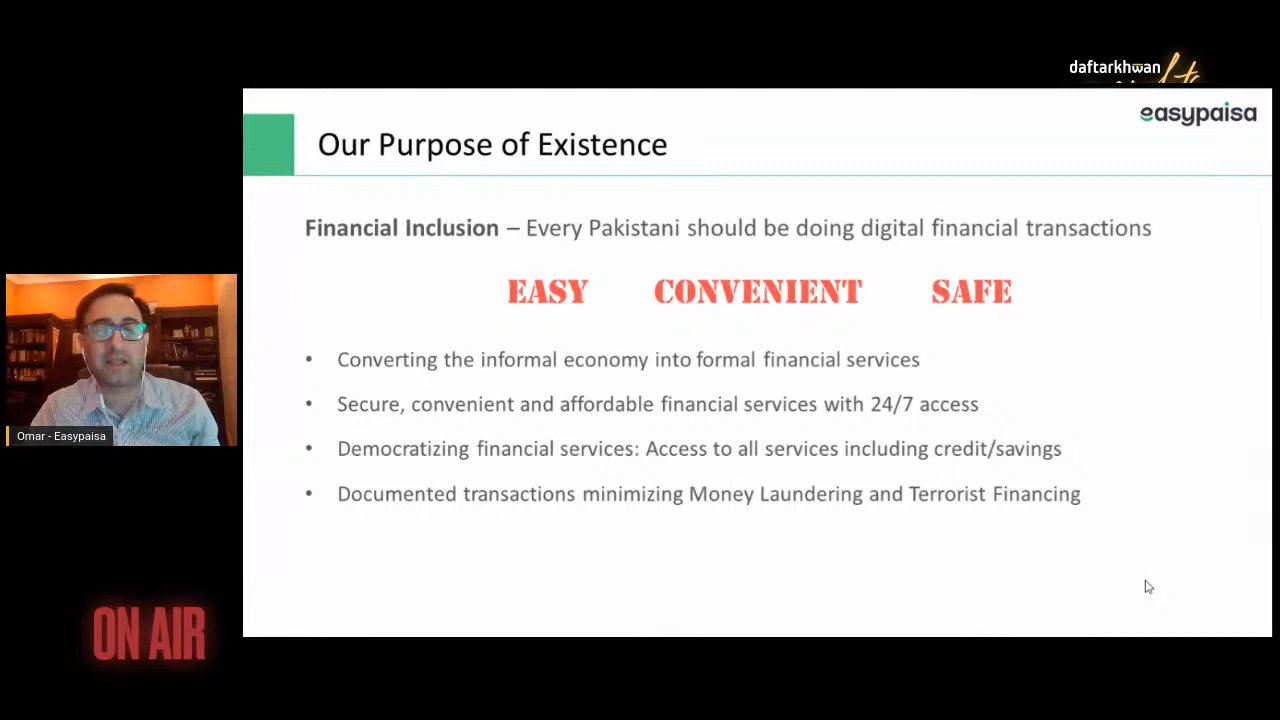 daftarkhwan
easypaisa
Our Purpose of Existence
Financial Inclusion – Every Pakistani should be doing digital financial transactions
EASY CONVENIENT SAFE
• Converting the informal economy into formal financial services
• Secure, convenient and affordable financial services with 24/7 access
• Democratizing financial services: Access to all services including credit/savings
• Documented transactions minimizing Money Laundering and Terrorist Financing
Omar - Easypaisa
ON AIR